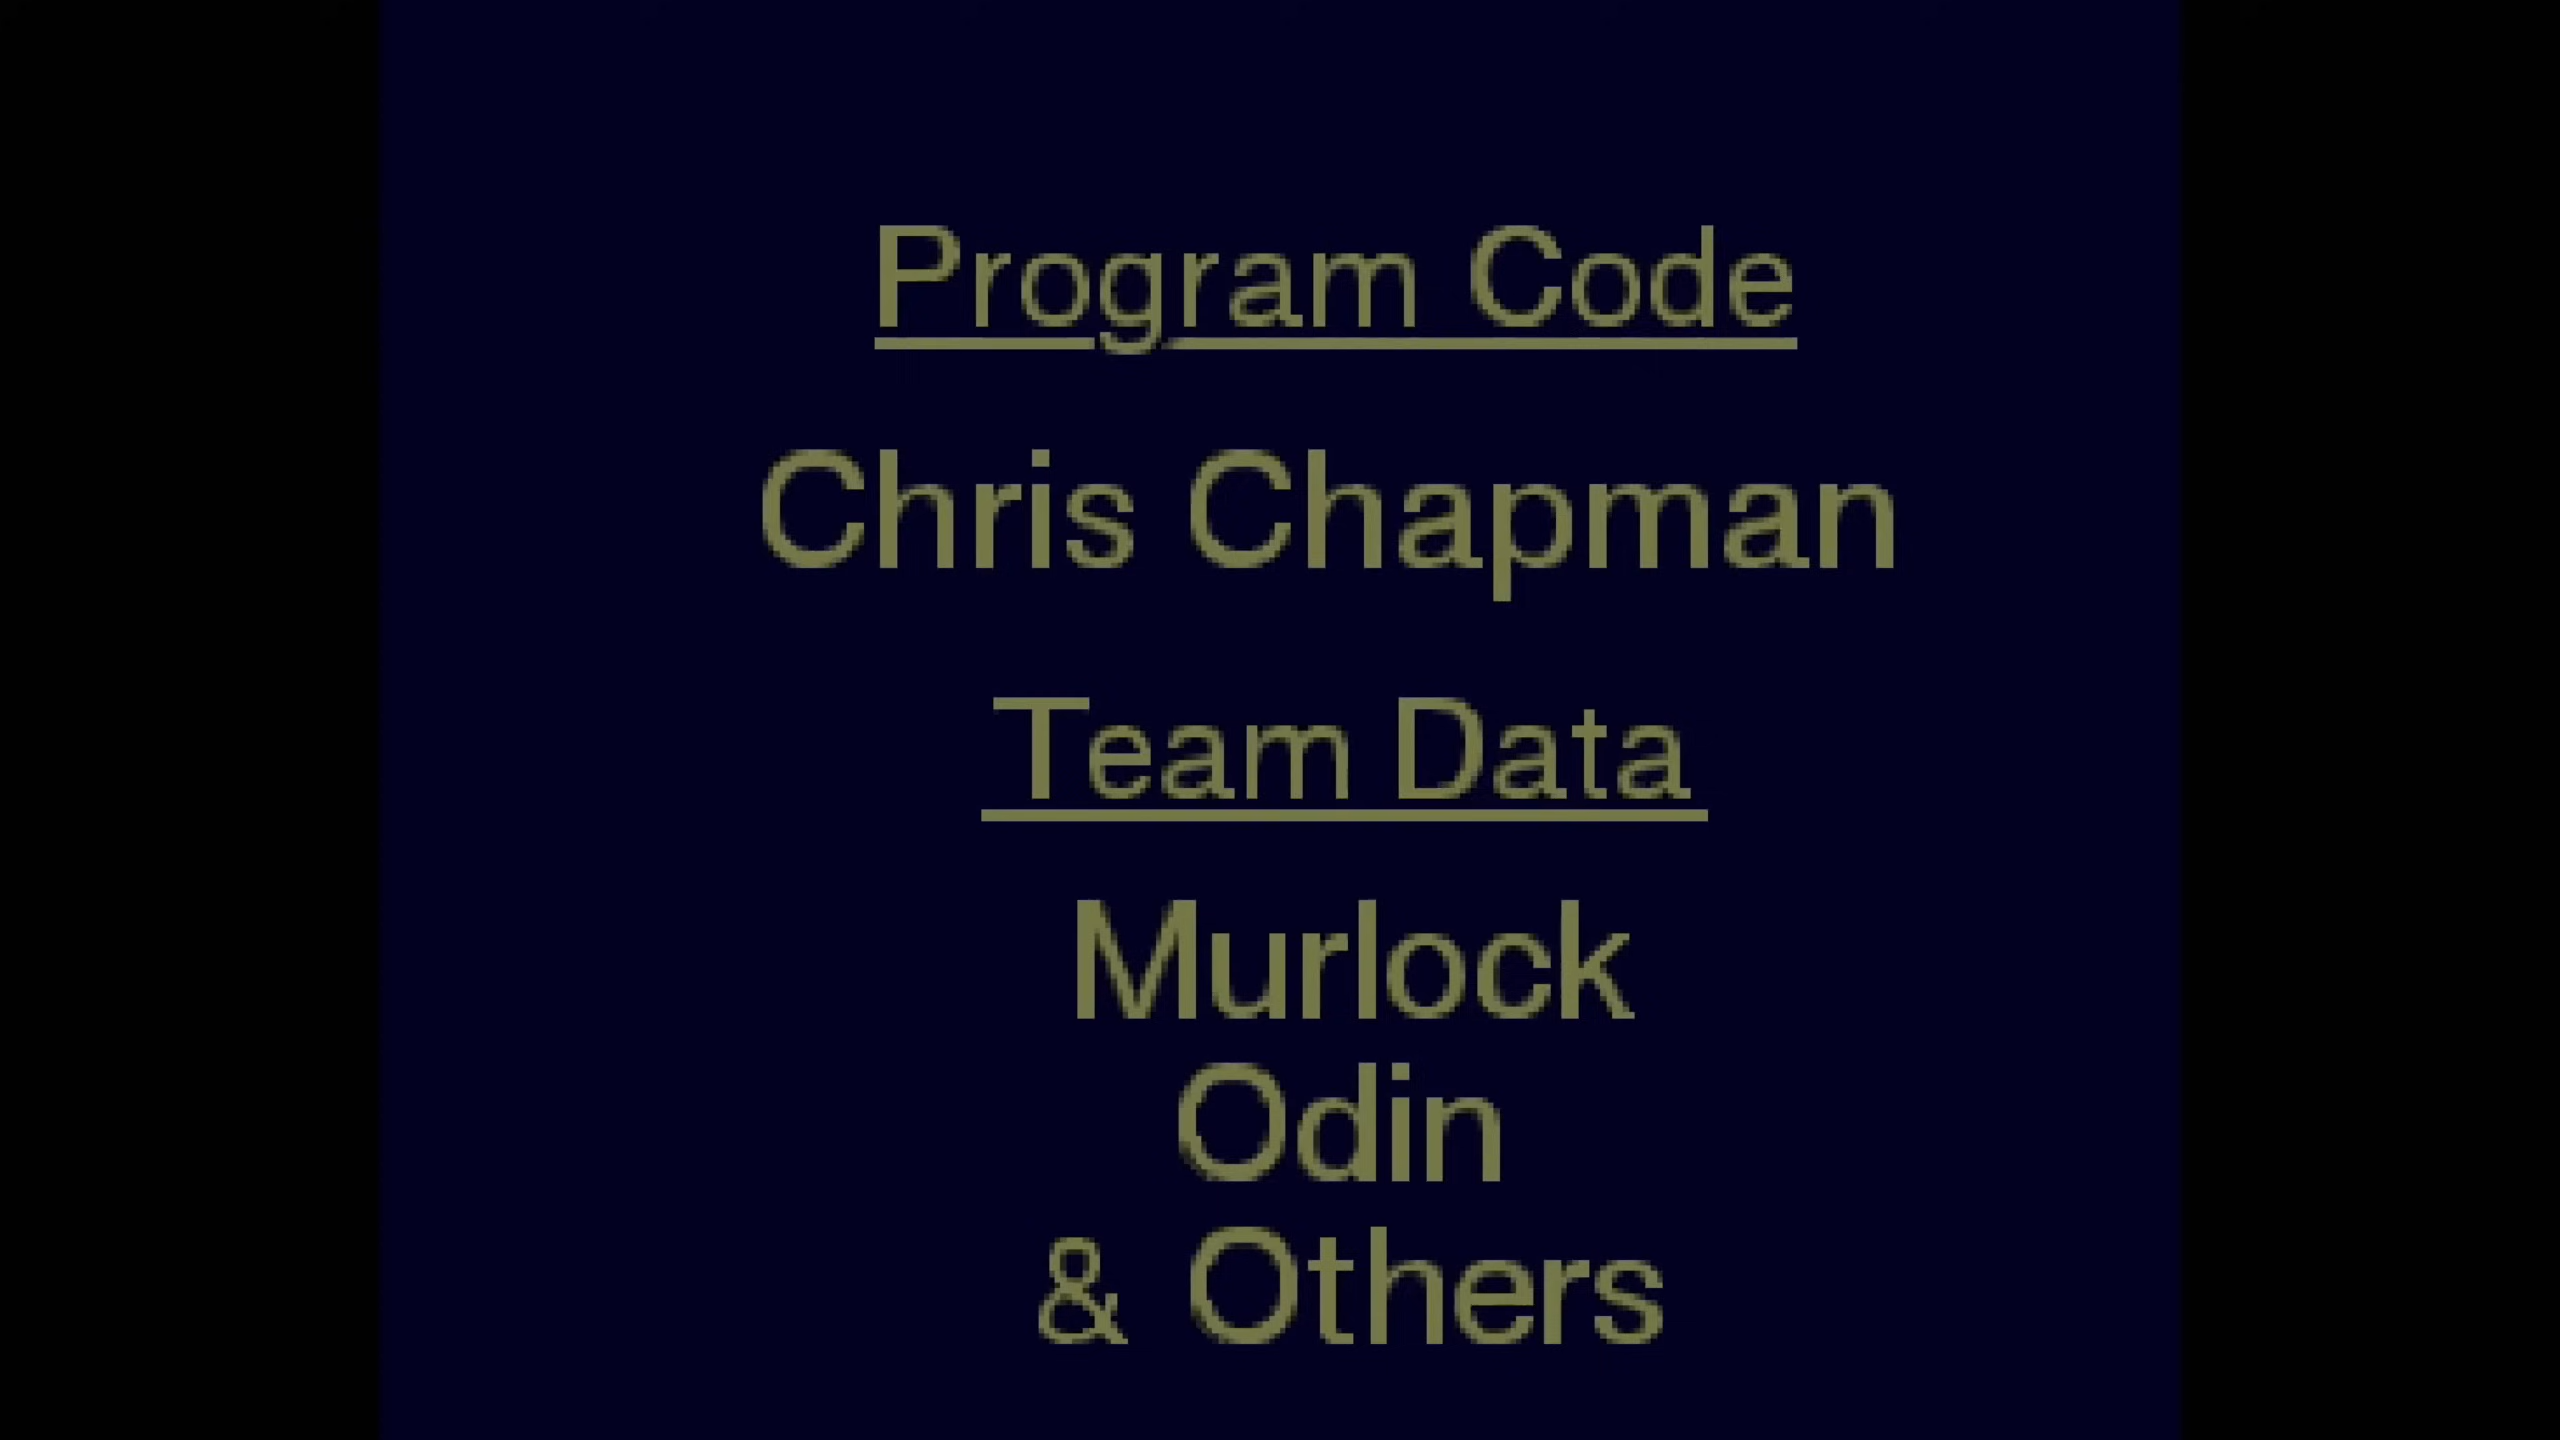 Program Code
Chris Chapman
Team Data
Murlock
Odin
& Others